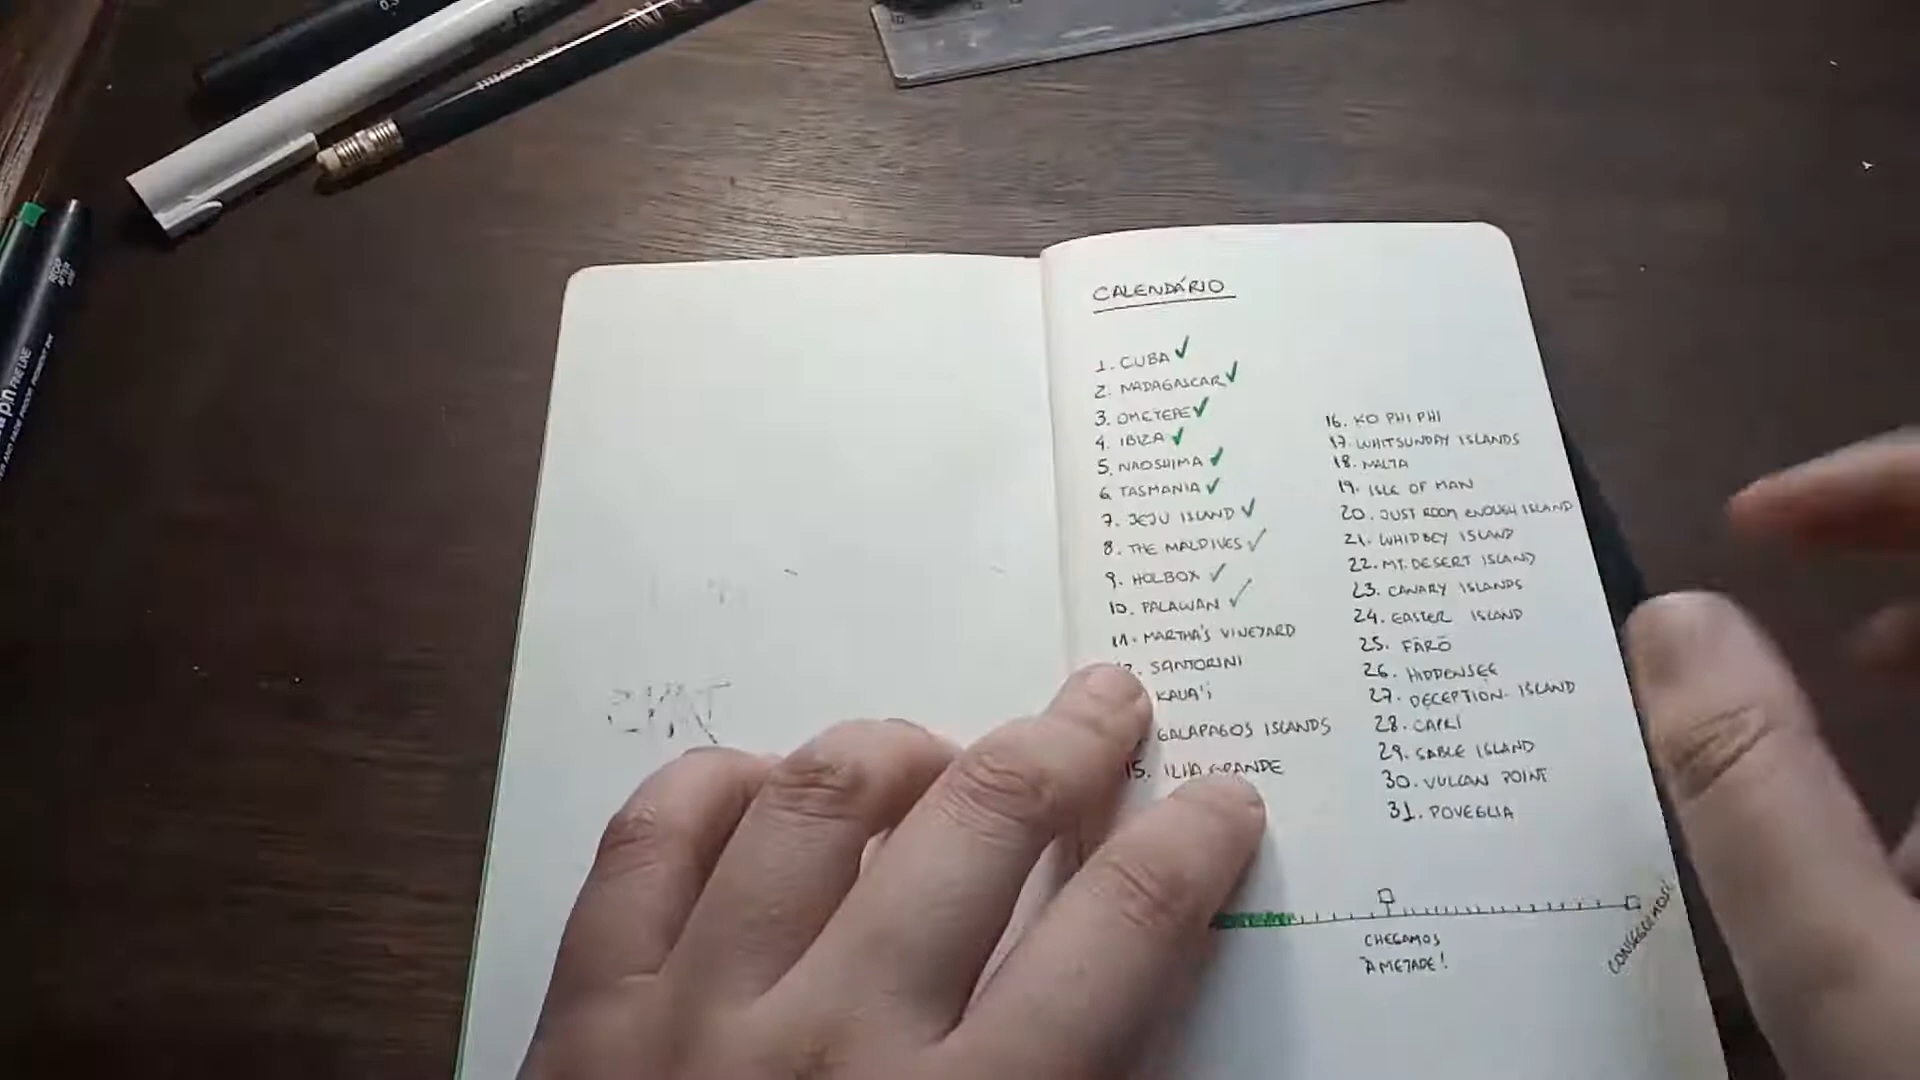 CALENDÁRIO
1. CUBA ✓
2. MADAGASCAR ✓
3. OMETEPE ✓
4. IBIZA ✓
5. NAOSHIMA ✓
6. TASMANIA ✓
7. JEJU ISLAND ✓
8. THE MALDIVES ✓
9. HOLBOX ✓
10. PALAWAN ✓
11. MARTHA'S VINEYARD
SANTORINI
KAUA'i
GALAPAGOS ISLANDS
15. ILHA GRANDE
16. KO PHI PHI
17. WHITSUNDAY ISLANDS
18. MALTA
19. ISLE OF MAN
20. JUST ROOM ENOUGH ISLAND
21. WHIDBEY ISLAND
22. MT. DESERT ISLAND
23. CANARY ISLANDS
24. EASTER ISLAND
25. FÄRÖ
26. HIDDENSEE
27. DECEPTION ISLAND
28. CAPRI
29. SABLE ISLAND
30. VULCAN POINT
31. POVEGLIA
CHEGAMOS
À METADE!
CONSEGUIMOS!
FINE LINE